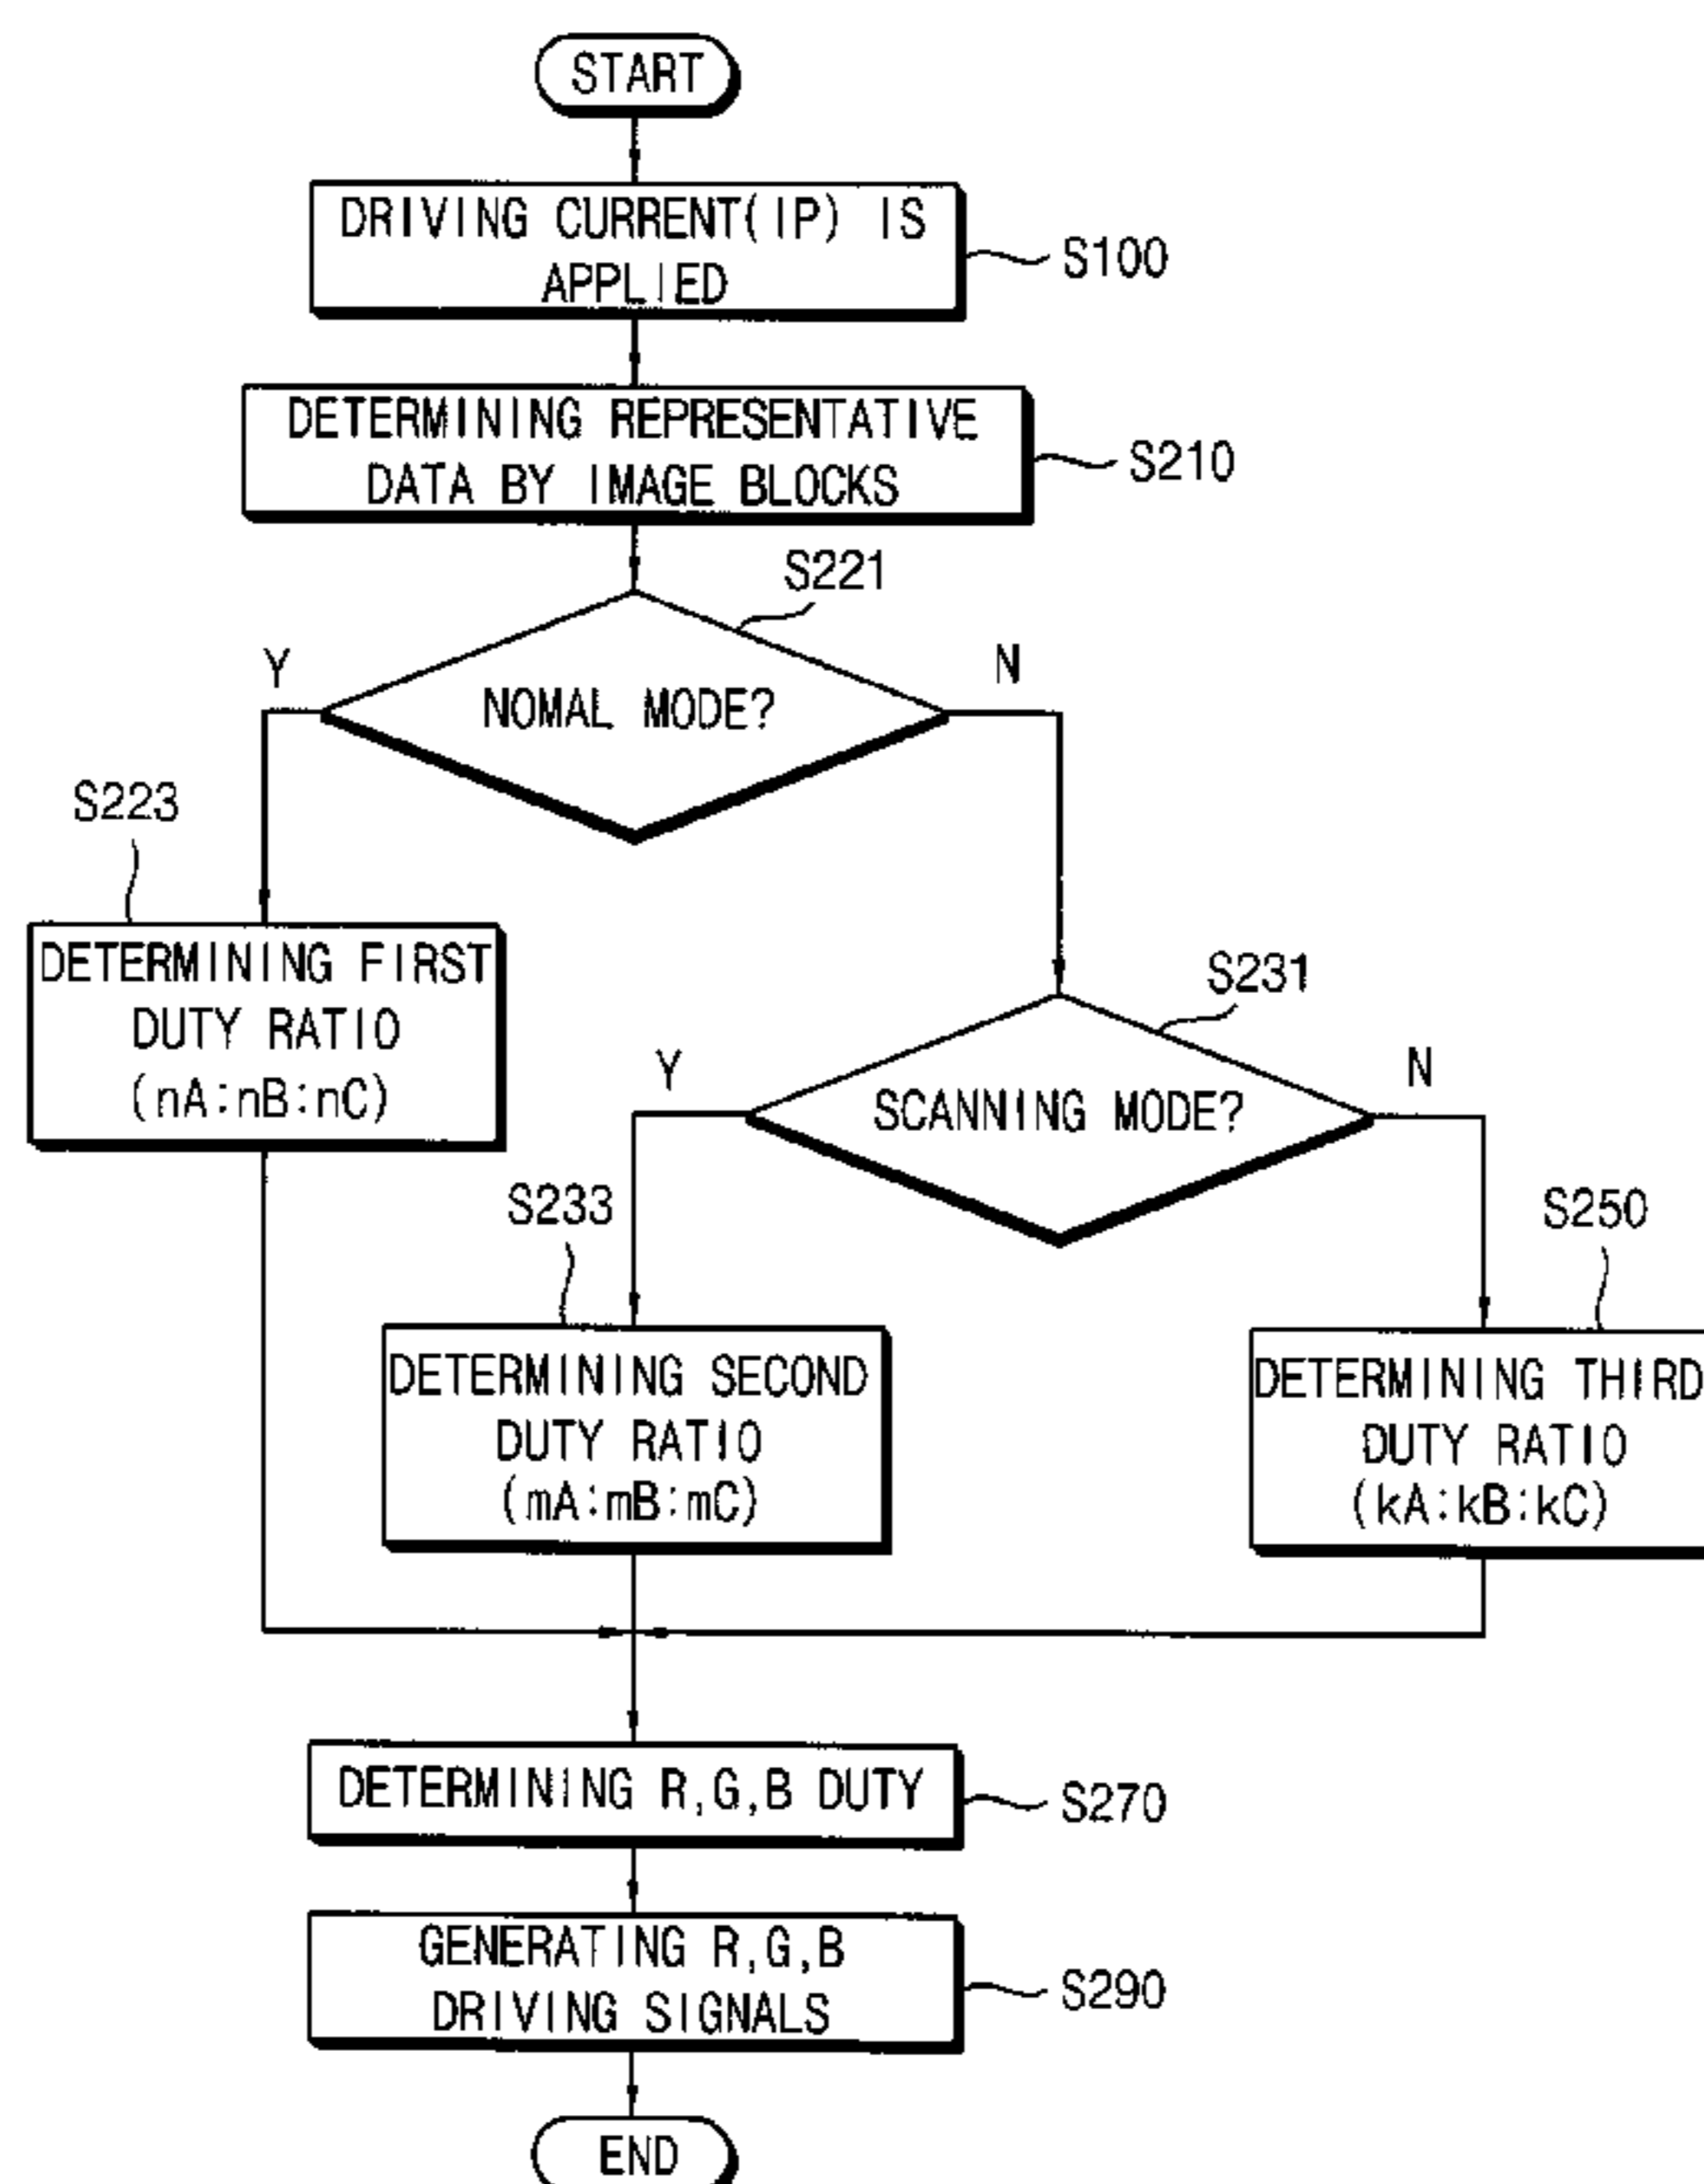 START
DRIVING CURRENT(IP) IS
APPLIED
S100
DETERMINING REPRESENTATIVE
DATA BY IMAGE BLOCKS
S210
S221
Y
N
NOMAL MODE?
S223
DETERMINING FIRST
DUTY RATIO
(nA:nB:nC)
S231
Y
N
SCANNING MODE?
S233
S250
DETERMINING SECOND
DUTY RATIO
(mA:mB:mC)
DETERMINING THIRD
DUTY RATIO
(kA:kB:kC)
DETERMINING R,G,B DUTY
S270
GENERATING R,G,B
DRIVING SIGNALS
S290
END